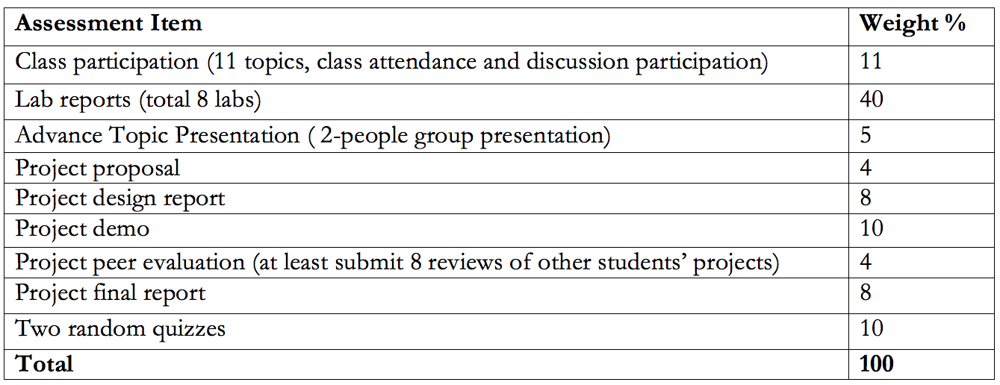 Assessment Item Weight %
Class participation (11 topics, class attendance and discussion participation) 11
Lab reports (total 8 labs) 40
Advance Topic Presentation ( 2-people group presentation) 5
Project proposal 4
Project design report 8
Project demo 10
Project peer evaluation (at least submit 8 reviews of other students’ projects) 4
Project final report 8
Two random quizzes 10
Total 100